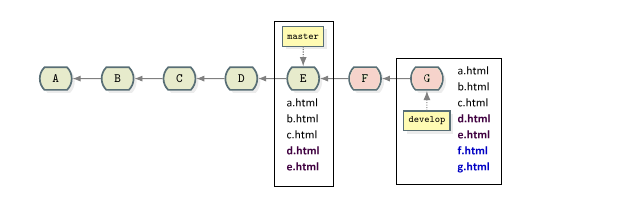 master
A B C D E F G
a.html
b.html
c.html
d.html
e.html
develop
a.html
b.html
c.html
d.html
e.html
f.html
g.html